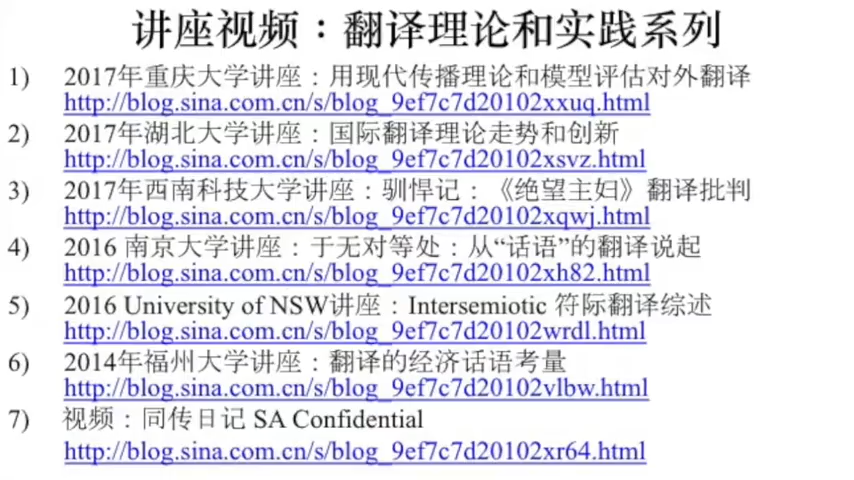 讲座视频：翻译理论和实践系列
1) 2017年重庆大学讲座：用现代传播理论和模型评估对外翻译
http://blog.sina.com.cn/s/blog_9ef7c7d20102xxuq.html
2) 2017年湖北大学讲座：国际翻译理论走势和创新
http://blog.sina.com.cn/s/blog_9ef7c7d20102xsvz.html
3) 2017年西南科技大学讲座：驯悍记：《绝望主妇》翻译批判
http://blog.sina.com.cn/s/blog_9ef7c7d20102xqwj.html
4) 2016 南京大学讲座：于无对等处：从“话语”的翻译说起
http://blog.sina.com.cn/s/blog_9ef7c7d20102xh82.html
5) 2016 University of NSW讲座：Intersemiotic 符际翻译综述
http://blog.sina.com.cn/s/blog_9ef7c7d20102wrdl.html
6) 2014年福州大学讲座：翻译的经济话语考量
http://blog.sina.com.cn/s/blog_9ef7c7d20102vlbw.html
7) 视频：同传日记 SA Confidential
http://blog.sina.com.cn/s/blog_9ef7c7d20102xr64.html